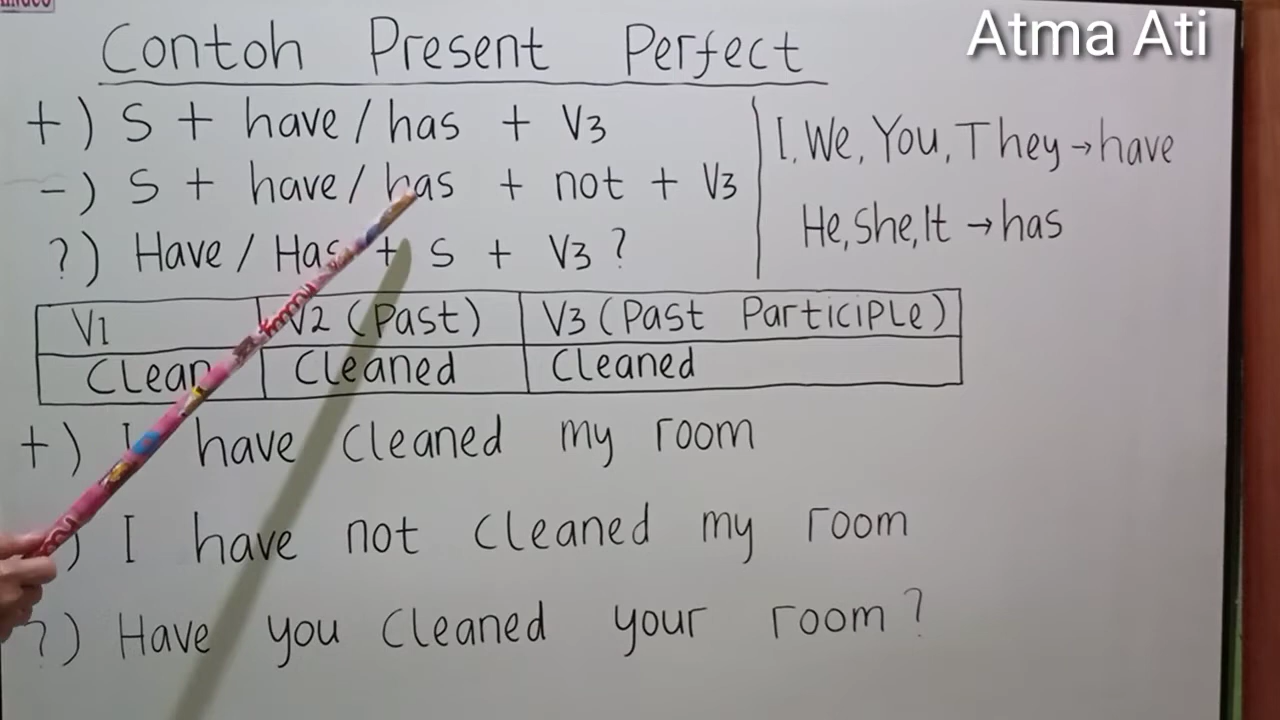 Atma Ati
Contoh Present Perfect
+) S + have / has + V3
-) S + have / has + not + V3
?) Have / Has + S + V3 ?
I, We, You, They → have
He, She, It → has
V1 V2 (Past) V3 (Past Participle)
Clean Cleaned Cleaned
+) I have cleaned my room
) I have not cleaned my room
?) Have you cleaned your room ?